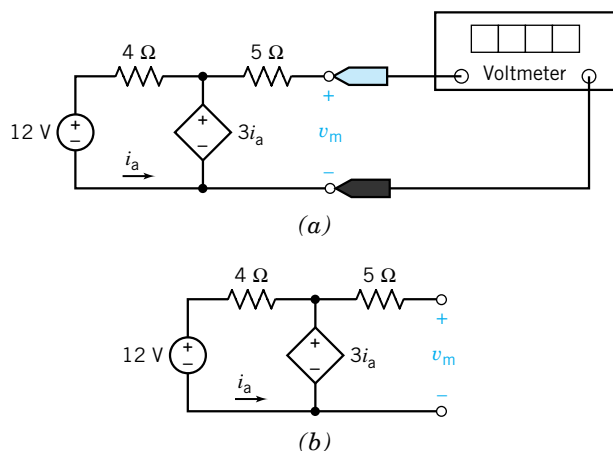 4 Ω 5 Ω
Voltmeter
+
12 V + − + − 3i_a v_m
i_a
−
(a)
4 Ω 5 Ω
+
12 V + − + − 3i_a v_m
i_a
−
(b)